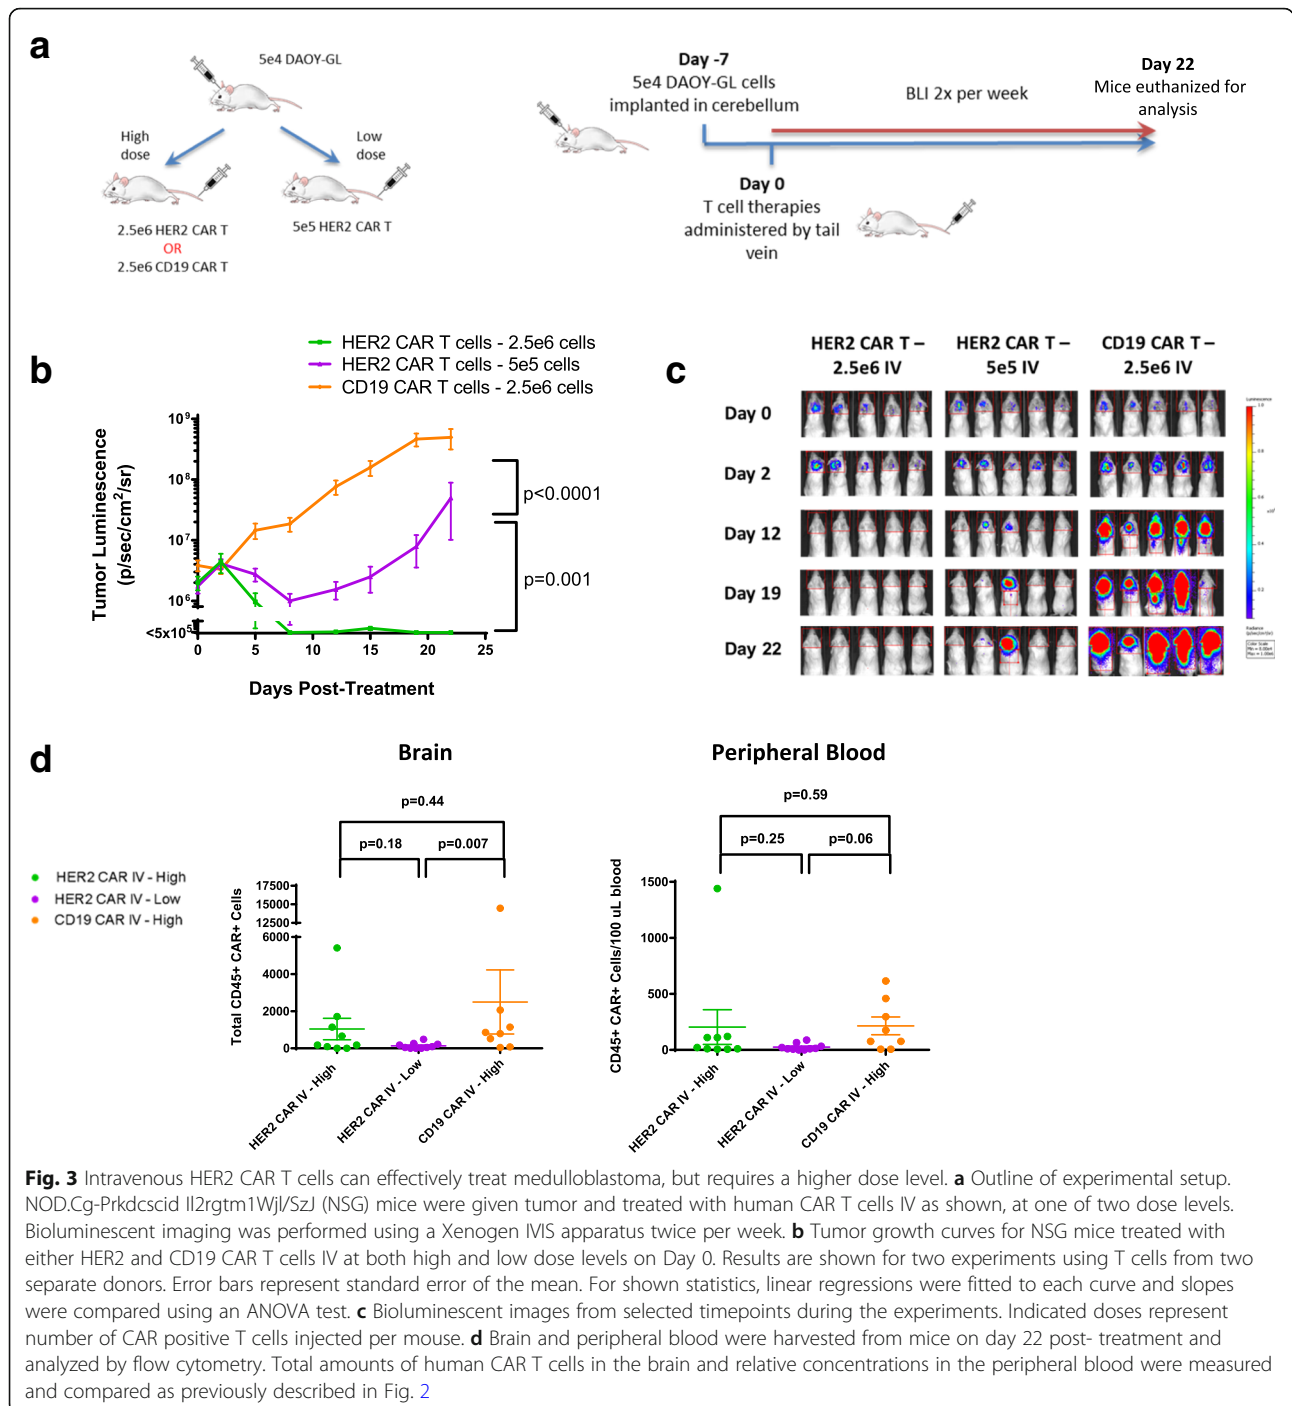 a
5e4 DAOY-GL
High
dose
Low
dose
2.5e6 HER2 CAR T
OR
2.5e6 CD19 CAR T
5e5 HER2 CAR T
Day -7
5e4 DAOY-GL cells
implanted in cerebellum
BLI 2x per week
Day 22
Mice euthanized for
analysis
Day 0
T cell therapies
administered by tail
vein
b
HER2 CAR T cells - 2.5e6 cells
HER2 CAR T cells - 5e5 cells
CD19 CAR T cells - 2.5e6 cells
Tumor Luminescence
(p/sec/cm²/sr)
10⁹
10⁸
10⁷
10⁶
<5x10⁵
0 5 10 15 20 25
Days Post-Treatment
p<0.0001
p=0.001
c
HER2 CAR T –
2.5e6 IV
HER2 CAR T –
5e5 IV
CD19 CAR T –
2.5e6 IV
Day 0
Day 2
Day 12
Day 19
Day 22
Luminescence
1.0
0.8
0.6
0.4
0.2
Radiance
Color Scale
d
Brain
p=0.44
p=0.18
p=0.007
HER2 CAR IV - High
HER2 CAR IV - Low
CD19 CAR IV - High
Total CD45+ CAR+ Cells
17500
15000
12500
6000
4000
2000
0
HER2 CAR IV - High
HER2 CAR IV - Low
CD19 CAR IV - High
Peripheral Blood
p=0.59
p=0.25
p=0.06
CD45+ CAR+ Cells/100 uL blood
1500
1000
500
0
HER2 CAR IV - High
HER2 CAR IV - Low
CD19 CAR IV - High
Fig. 3 Intravenous HER2 CAR T cells can effectively treat medulloblastoma, but requires a higher dose level. a Outline of experimental setup.
NOD.Cg-Prkdcscid Il2rgtm1Wjl/SzJ (NSG) mice were given tumor and treated with human CAR T cells IV as shown, at one of two dose levels.
Bioluminescent imaging was performed using a Xenogen IVIS apparatus twice per week. b Tumor growth curves for NSG mice treated with
either HER2 and CD19 CAR T cells IV at both high and low dose levels on Day 0. Results are shown for two experiments using T cells from two
separate donors. Error bars represent standard error of the mean. For shown statistics, linear regressions were fitted to each curve and slopes
were compared using an ANOVA test. c Bioluminescent images from selected timepoints during the experiments. Indicated doses represent
number of CAR positive T cells injected per mouse. d Brain and peripheral blood were harvested from mice on day 22 post- treatment and
analyzed by flow cytometry. Total amounts of human CAR T cells in the brain and relative concentrations in the peripheral blood were measured
and compared as previously described in Fig. 2